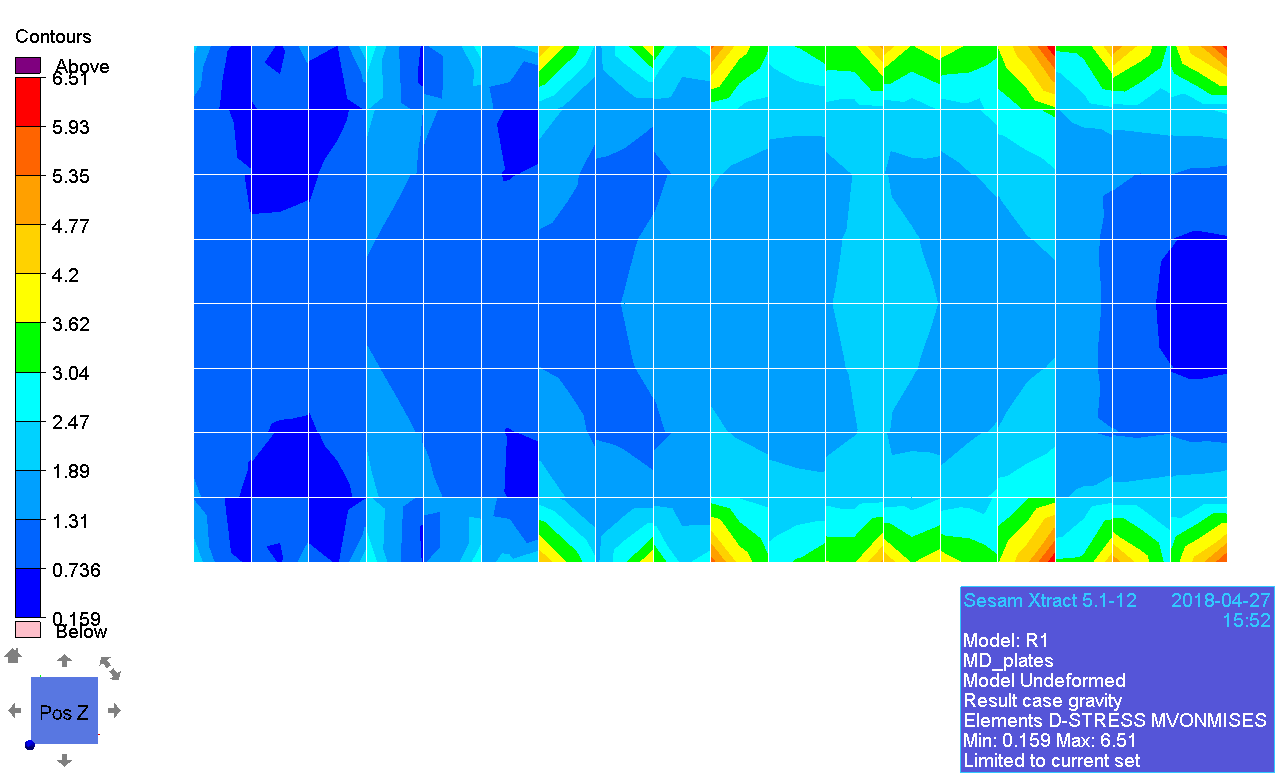 Contours
Above
6.51
5.93
5.35
4.77
4.2
3.62
3.04
2.47
1.89
1.31
0.736
0.159
Below
Pos Z
Sesam Xtract 5.1-12 2018-04-27
15:52
Model: R1
MD_plates
Model Undeformed
Result case gravity
Elements D-STRESS MVONMISES
Min: 0.159 Max: 6.51
Limited to current set